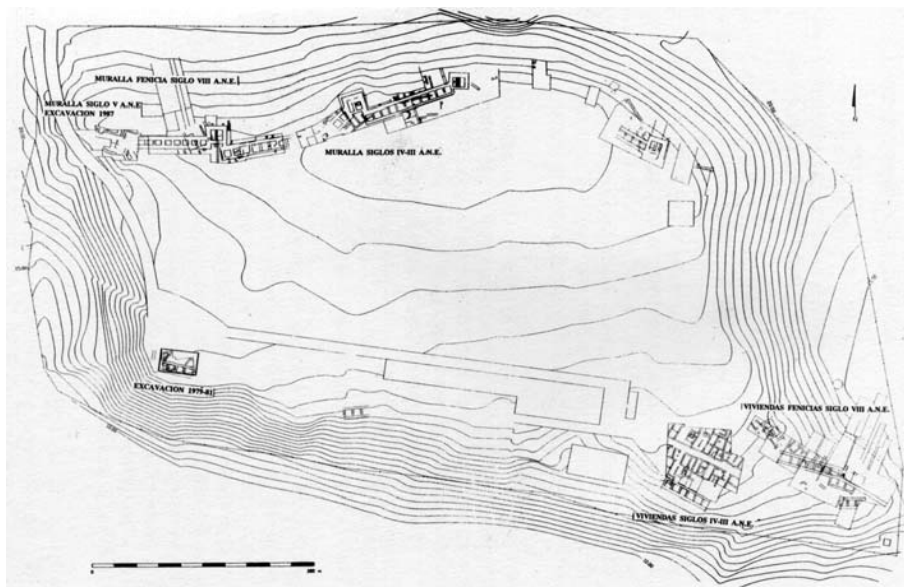 MURALLA FENICIA SIGLO VIII A.N.E.
MURALLA SIGLO V A.N.E.
EXCAVACION 1987
MURALLA SIGLOS IV-III A.N.E.
EXCAVACION 1979-81
VIVIENDAS FENICIAS SIGLO VIII A.N.E.
VIVIENDAS SIGLOS IV-III A.N.E.
0